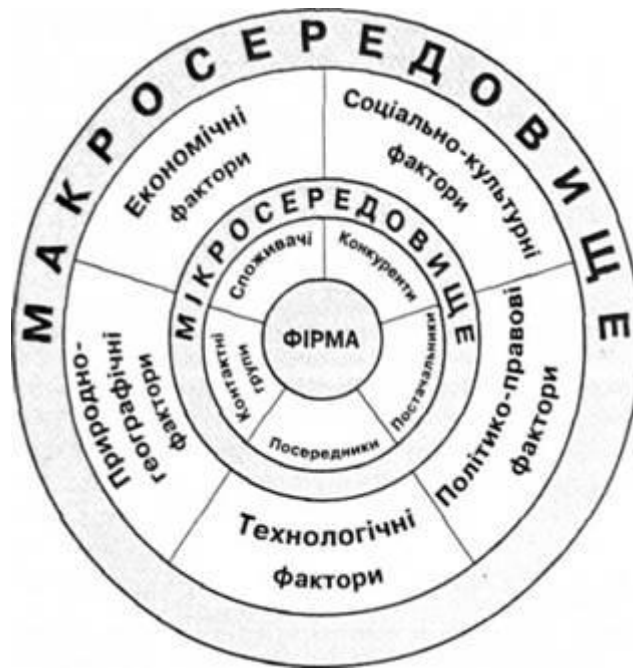 МАКРОСЕРЕДОВИЩЕ
Економічні
фактори
Соціально-культурні
фактори
Політико-правові
фактори
Технологічні
фактори
Природно-
географічні
фактори
МІКРОСЕРЕДОВИЩЕ
Споживачі
Конкуренти
Постачальники
Посередники
Контактні
групи
ФІРМА